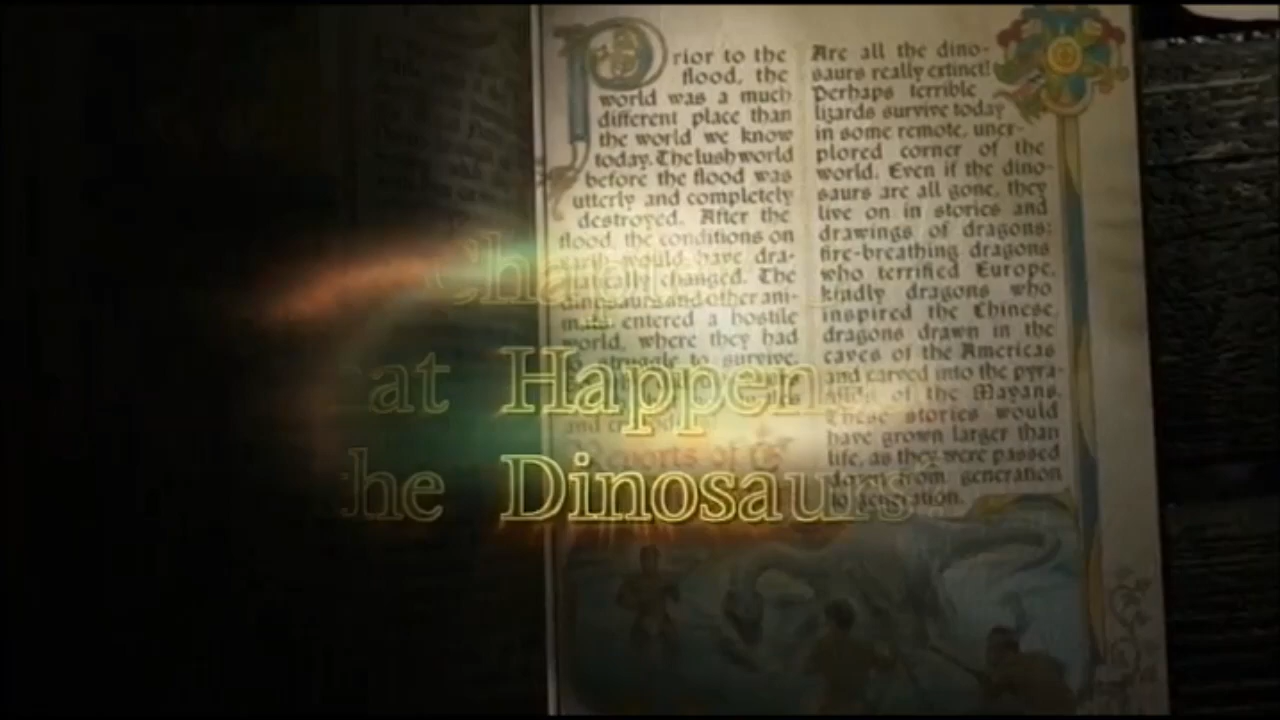 Prior to the
flood, the
world was a much
different place than
the world we know
today. The lush world
before the flood was
utterly and completely
destroyed. After the
flood, the conditions on
earth would have dra-
matically changed. The
dinosaurs and other ani-
mals entered a hostile
world, where they had
to struggle to survive.
Are all the dino-
saurs really extinct?
Perhaps terrible
lizards survive today
in some remote, unex-
plored corner of the
world. Even if the dino-
saurs are all gone, they
live on in stories and
drawings of dragons:
fire-breathing dragons
who terrified Europe,
kindly dragons who
inspired the Chinese,
dragons drawn in the
caves of the Americas
and carved into the pyra-
mids of the Mayans.
These stories would
have grown larger than
life, as they were passed
down from generation
to generation.
Chap
at Happen
the Dinosaurs